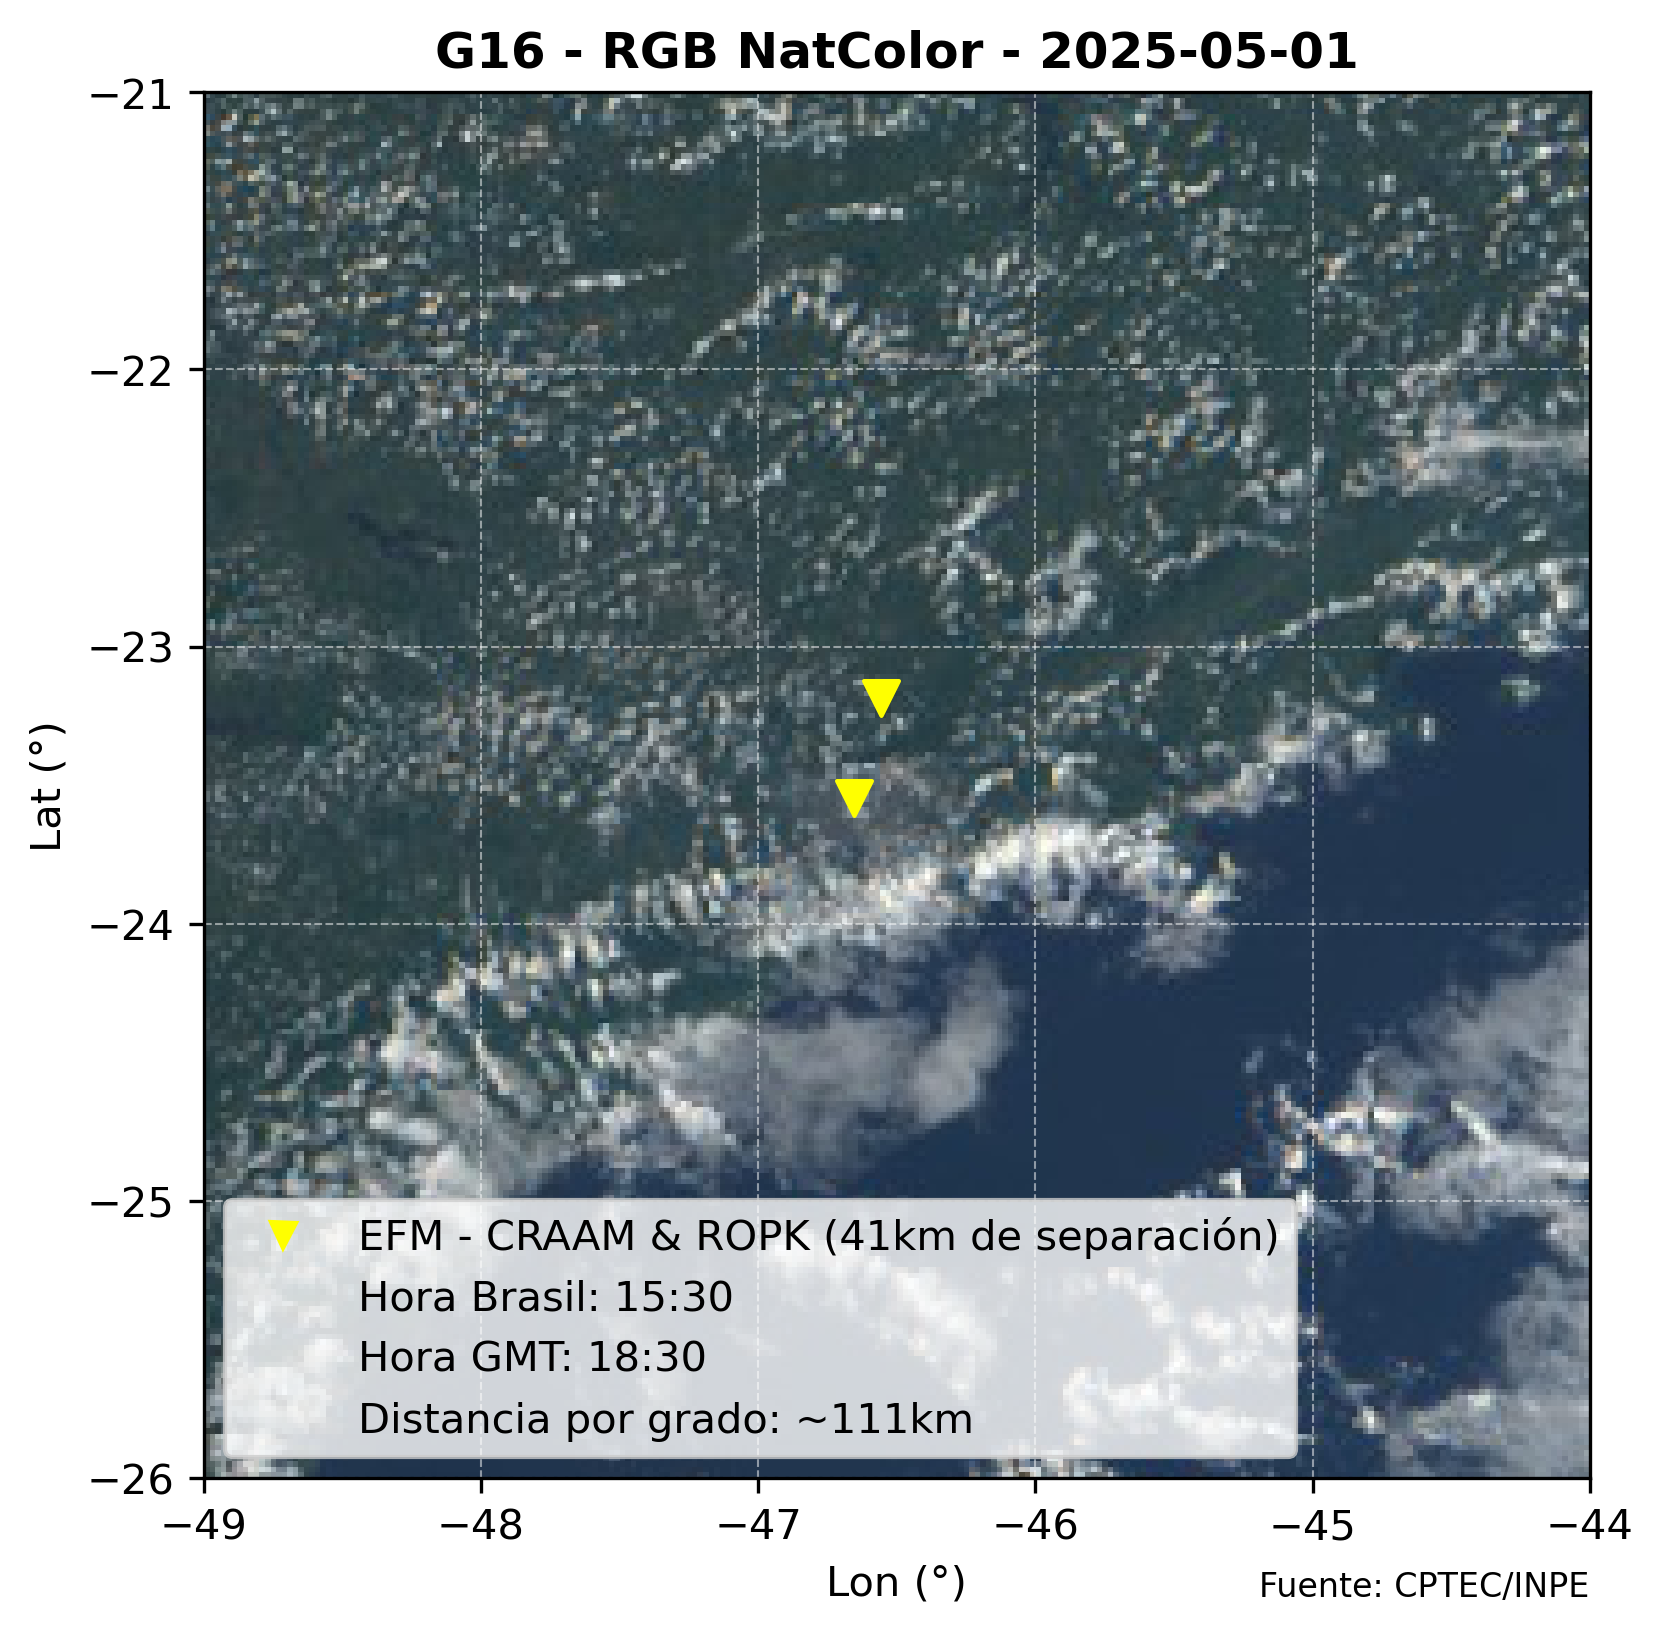 G16 - RGB NatColor - 2025-05-01
−21
−22
−23
−24
−25
−26
Lat (°)
EFM - CRAAM & ROPK (41km de separación)
Hora Brasil: 15:30
Hora GMT: 18:30
Distancia por grado: ~111km
−49 −48 −47 −46 −45 −44
Lon (°)
Fuente: CPTEC/INPE